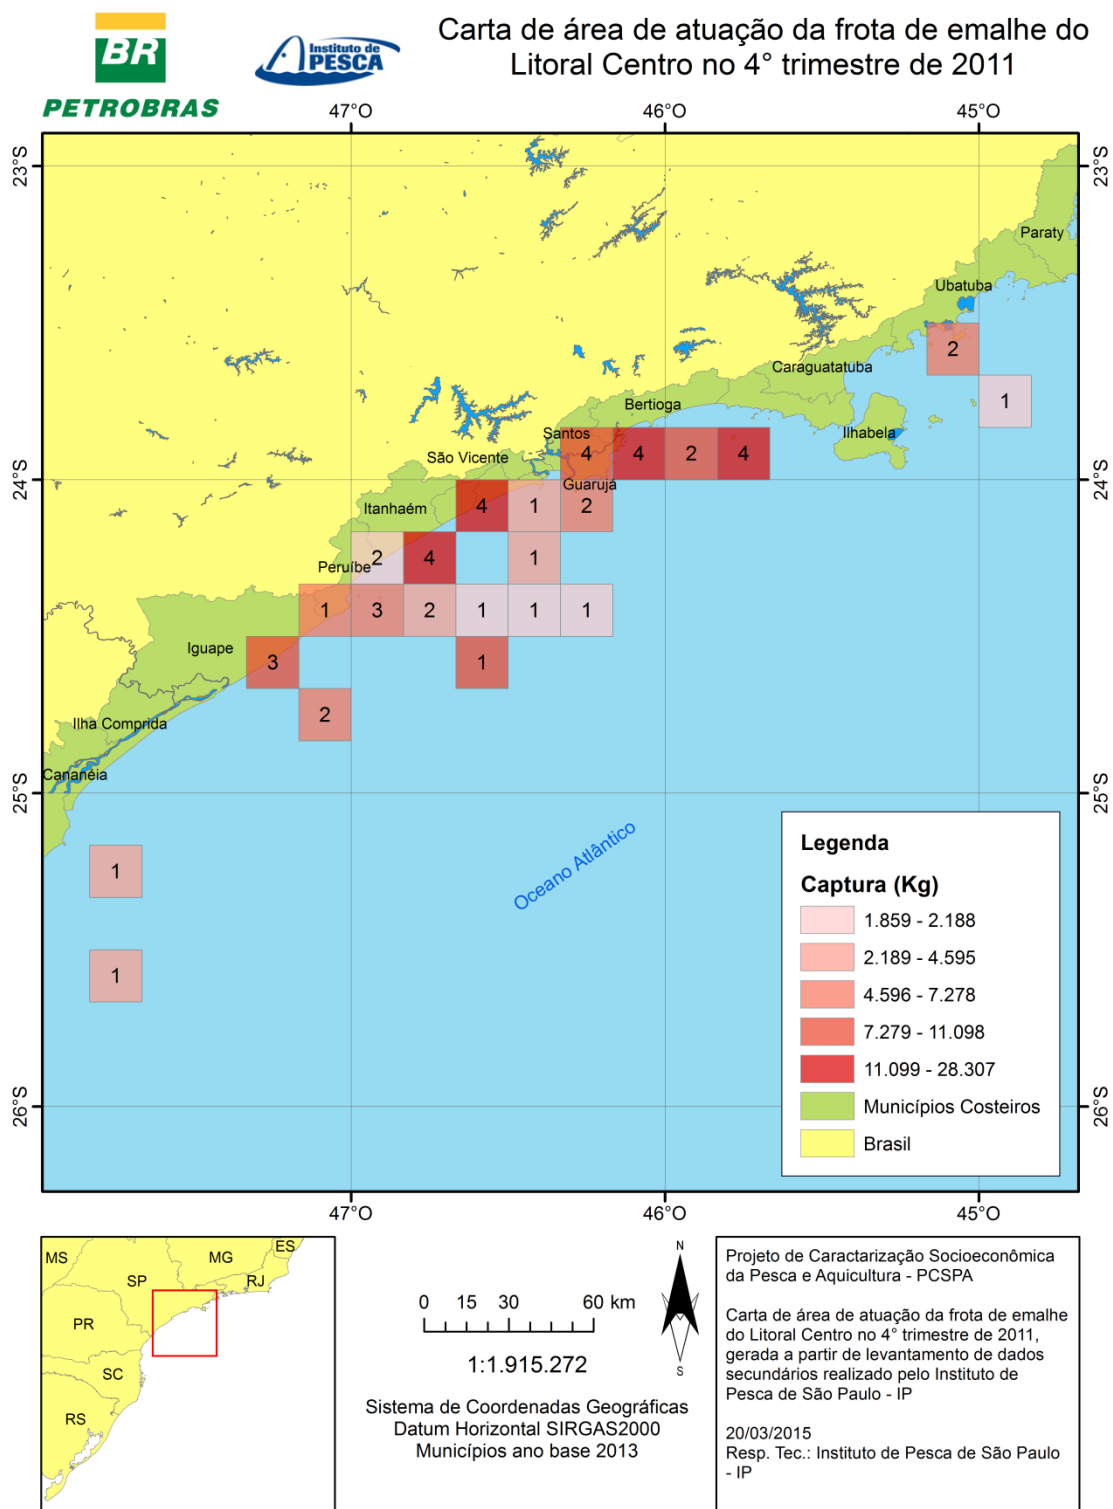 BR
PETROBRAS
Instituto de
PESCA
Carta de área de atuação da frota de emalhe do
Litoral Centro no 4° trimestre de 2011
47°O
46°O
45°O
23°S
23°S
Paraty
Ubatuba
2
Caraguatatuba
1
Bertioga
Ilhabela
Santos
4
4
2
4
São Vicente
24°S
24°S
Guarujá
Itanhaém
4
1
2
2
4
1
Peruíbe
1
3
2
1
1
1
Iguape
3
1
2
Ilha Comprida
Cananéia
25°S
25°S
1
1
Oceano Atlântico
26°S
26°S
Legenda
Captura (Kg)
1.859 - 2.188
2.189 - 4.595
4.596 - 7.278
7.279 - 11.098
11.099 - 28.307
Municípios Costeiros
Brasil
47°O
46°O
45°O
MS
MG
ES
SP
RJ
PR
SC
RS
0 15 30 60 km
1:1.915.272
N
S
Sistema de Coordenadas Geográficas
Datum Horizontal SIRGAS2000
Municípios ano base 2013
Projeto de Caractarização Socioeconômica
da Pesca e Aquicultura - PCSPA
Carta de área de atuação da frota de emalhe
do Litoral Centro no 4° trimestre de 2011,
gerada a partir de levantamento de dados
secundários realizado pelo Instituto de
Pesca de São Paulo - IP
20/03/2015
Resp. Tec.: Instituto de Pesca de São Paulo
- IP